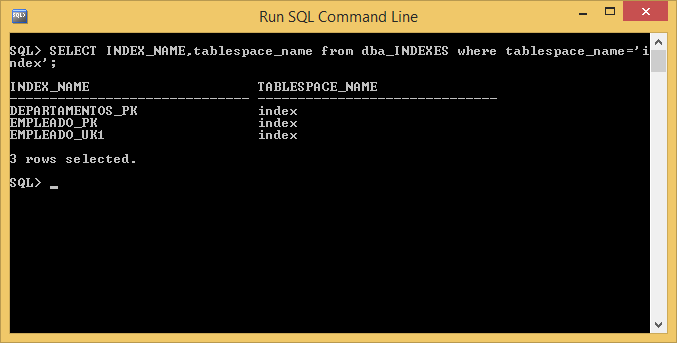 Run SQL Command Line
SQL> SELECT INDEX_NAME,tablespace_name from dba_INDEXES where tablespace_name='i
ndex';
INDEX_NAME TABLESPACE_NAME
------------------------------ ------------------------------
DEPARTAMENTOS_PK index
EMPLEADO_PK index
EMPLEADO_UK1 index
3 rows selected.
SQL> _